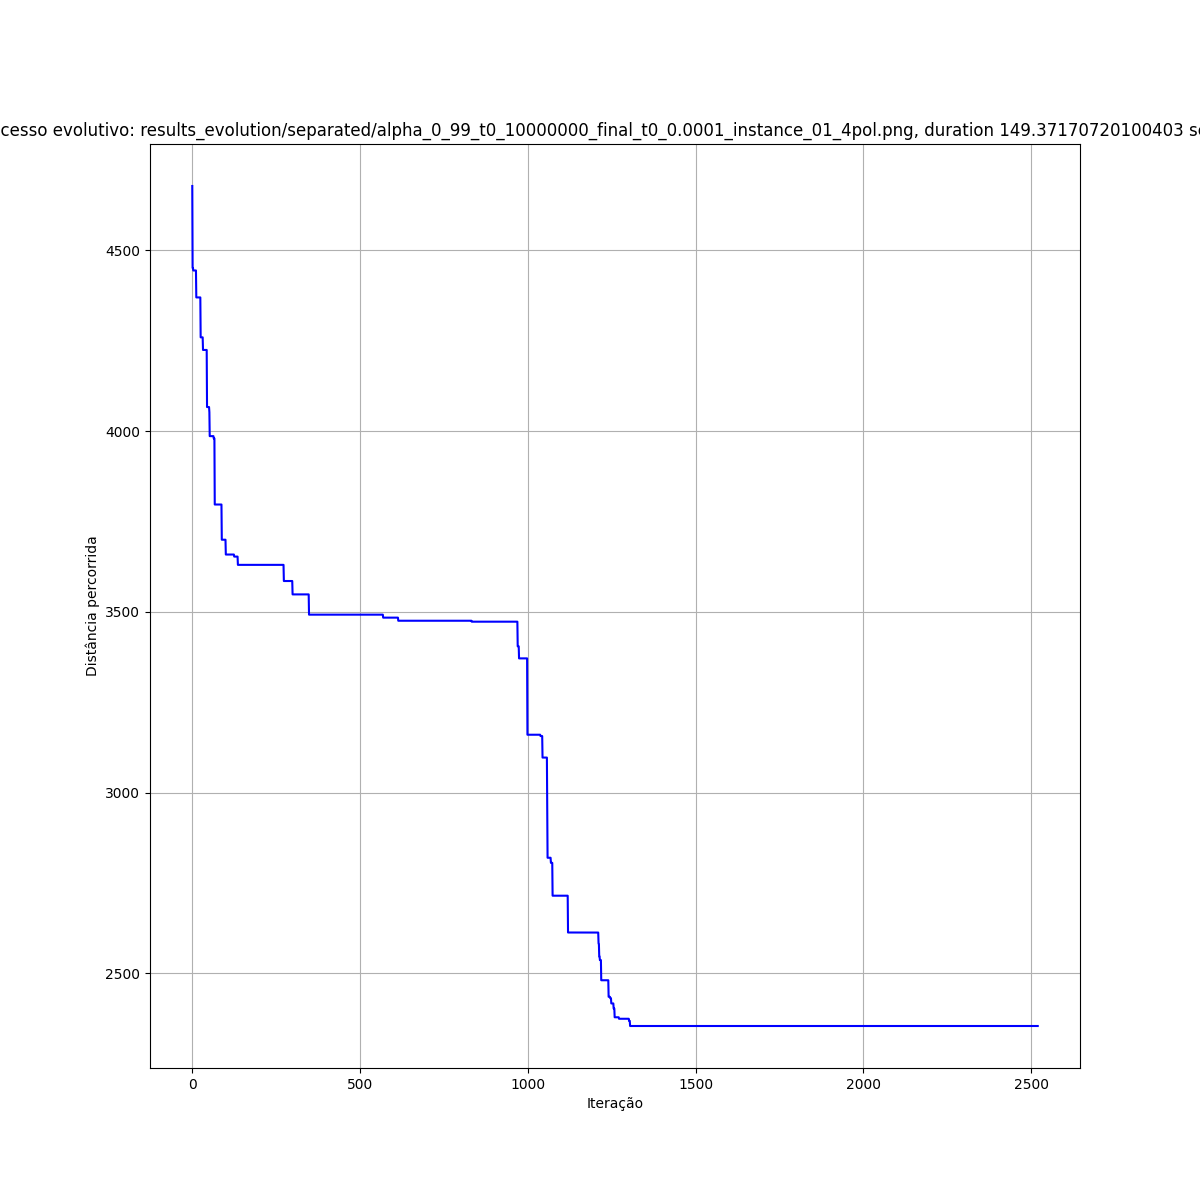 cesso evolutivo: results_evolution/separated/alpha_0_99_t0_10000000_final_t0_0.0001_instance_01_4pol.png, duration 149.37170720100403 se
4500
4000
3500
3000
2500
Distância percorrida
0 500 1000 1500 2000 2500
Iteração